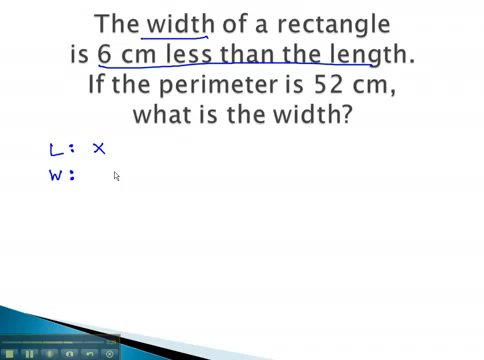 The width of a rectangle
is 6 cm less than the length.
If the perimeter is 52 cm,
what is the width?
L: x
W: